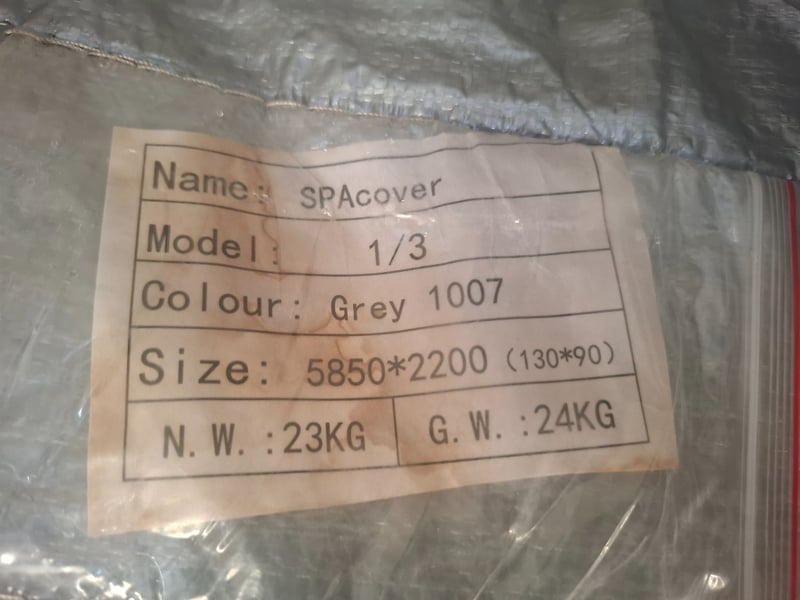 Name: SPAcover
Model: 1/3
Colour: Grey 1007
Size: 5850*2200 (130*90)
N.W.:23KG G.W.:24KG